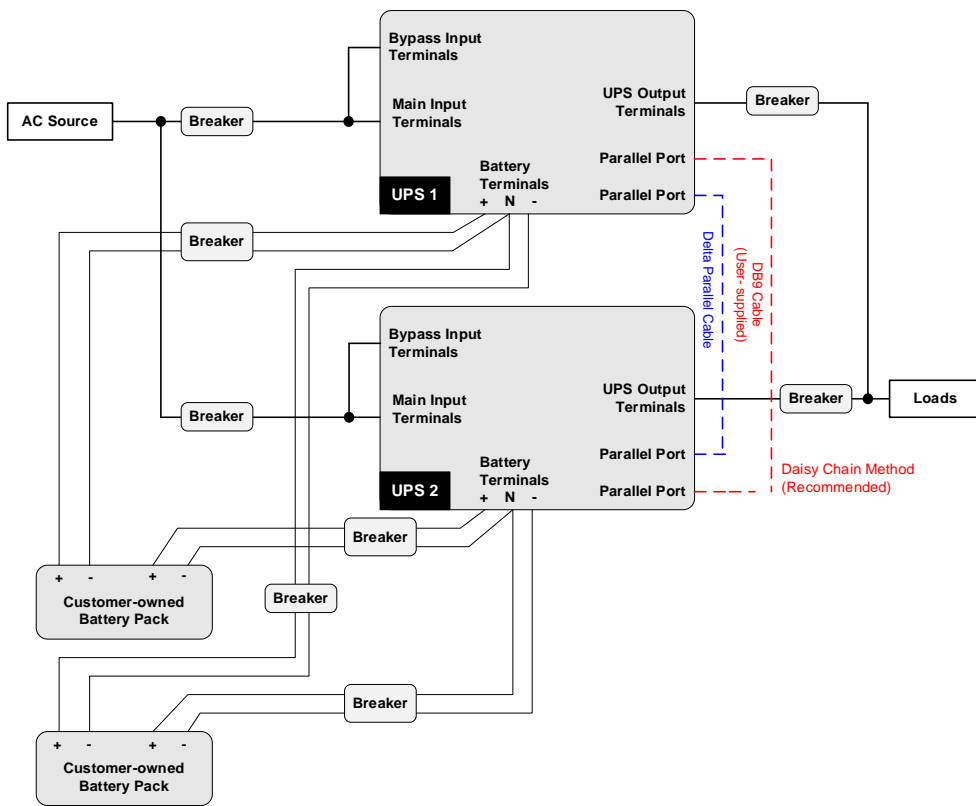 Bypass Input
Terminals
Main Input
Terminals
UPS Output
Terminals
Parallel Port
Parallel Port
Battery
Terminals
+ N -
UPS 1
AC Source
Breaker
Breaker
Breaker
Delta Parallel Cable
DB9 Cable
(User- supplied)
Bypass Input
Terminals
Main Input
Terminals
UPS Output
Terminals
Parallel Port
Parallel Port
Battery
Terminals
+ N -
UPS 2
Breaker
Breaker
Loads
Daisy Chain Method
(Recommended)
Breaker
+ - + -
Customer-owned
Battery Pack
Breaker
Breaker
+ - + -
Customer-owned
Battery Pack